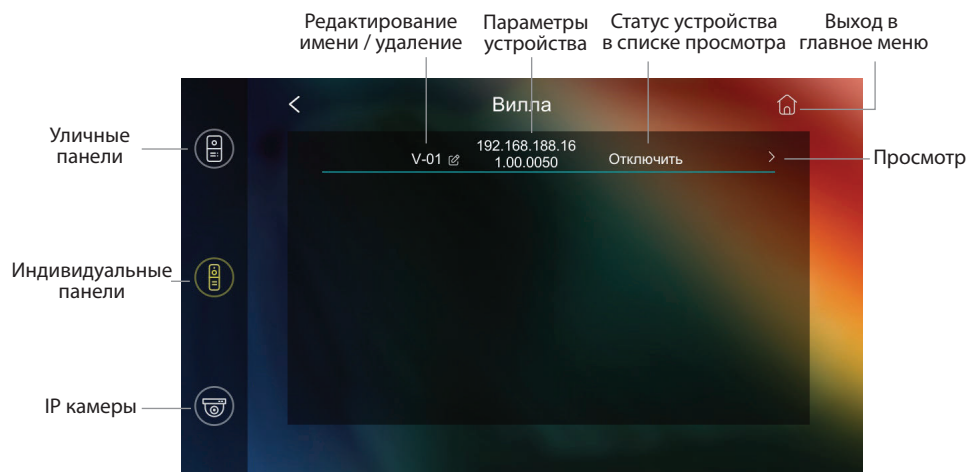 Редактирование
имени / удаление
Параметры
устройства
Статус устройства
в списке просмотра
Выход в
главное меню
Вилла
Уличные
панели
V-01
192.168.188.16
1.00.0050
Отключить
Просмотр
Индивидуальные
панели
IP камеры